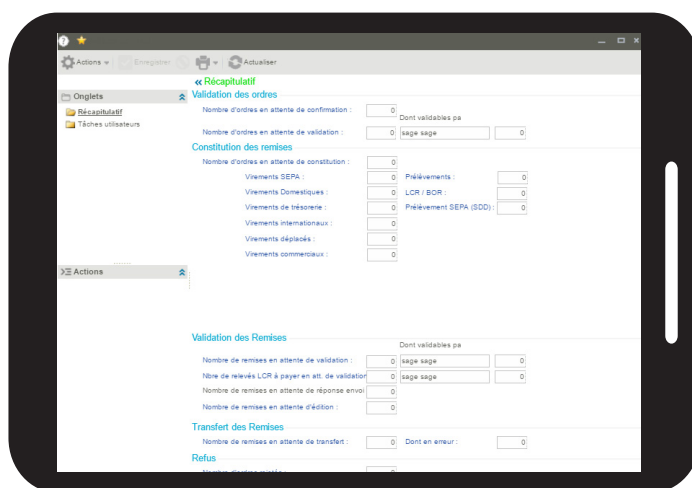 Actions
Enregistrer
Actualiser
« Récapitulatif
Onglets
Récapitulatif
Tâches utilisateurs
Actions
Validation des ordres
Nombre d'ordres en attente de confirmation : 0
Dont validables pa
Nombre d'ordres en attente de validation : 0 sage sage 0
Constitution des remises
Nombre d'ordres en attente de constitution : 0
Virements SEPA : 0 Prélèvements : 0
Virements Domestiques : 0 LCR / BOR : 0
Virements de trésorerie : 0 Prélèvement SEPA (SDD) : 0
Virements internationaux : 0
Virements déplacés : 0
Virements commerciaux : 0
Validation des Remises
Dont validables pa
Nombre de remises en attente de validation : 0 sage sage 0
Nbre de relevés LCR à payer en att. de validation 0 sage sage 0
Nombre de remises en attente de réponse envoi 0
Nombre de remises en attente d'édition : 0
Transfert des Remises
Nombre de remises en attente de transfert : 0 Dont en erreur : 0
Refus